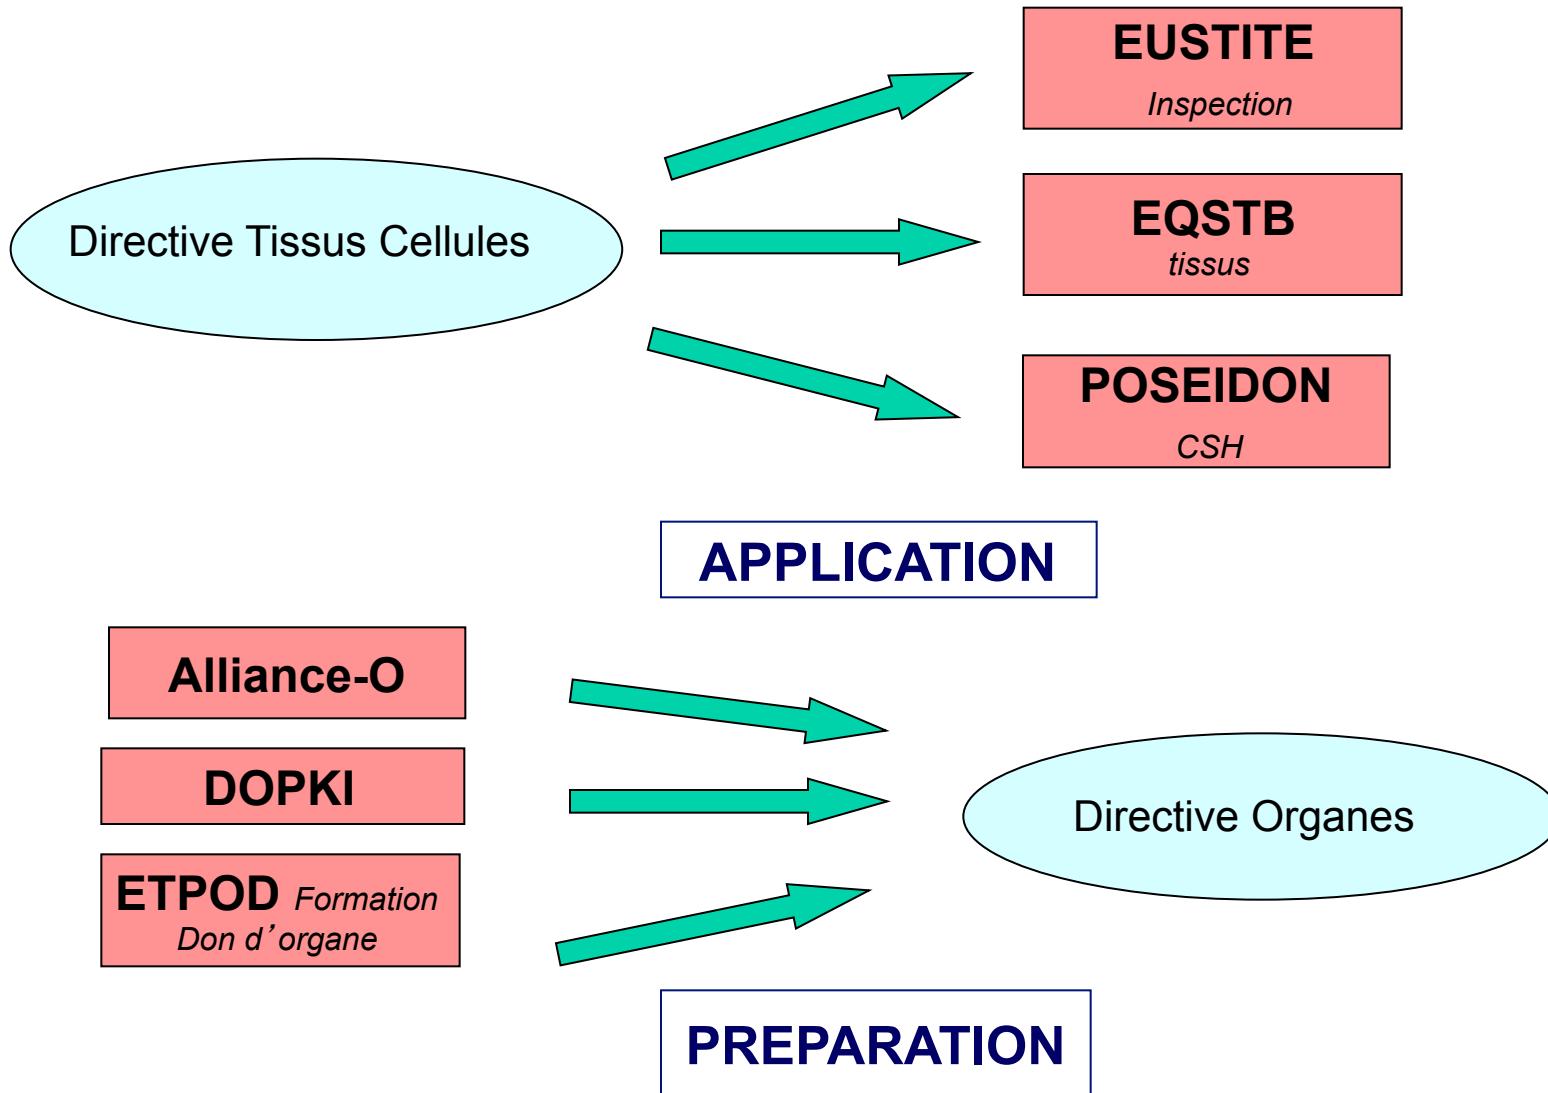 EUSTITE
Inspection
Directive Tissus Cellules
EQSTB
tissus
POSEIDON
CSH
APPLICATION
Alliance-O
DOPKI
ETPOD Formation
Don d’organe
Directive Organes
PREPARATION